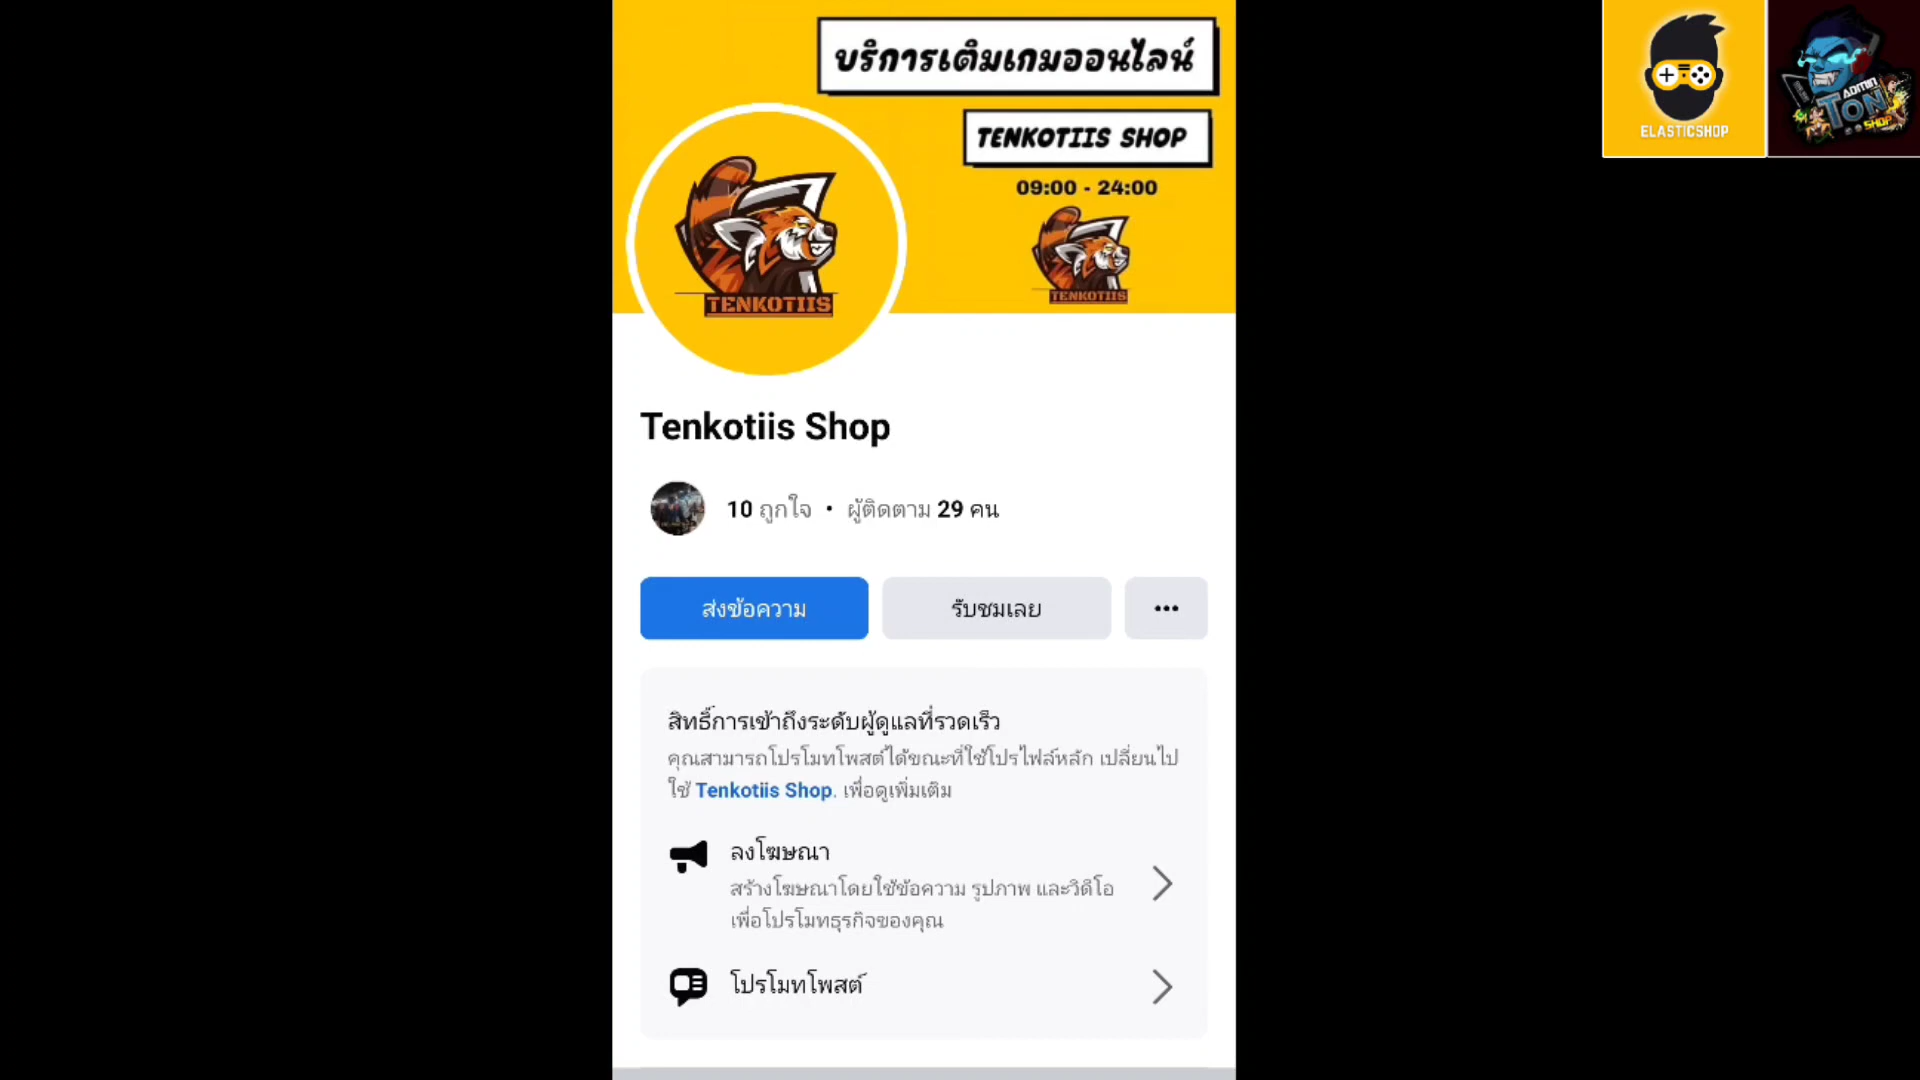 บริการเติมเกมออนไลน์
TENKOTIIS SHOP
09:00 - 24:00
TENKOTIIS
TENKOTIIS
Tenkotiis Shop
10 ถูกใจ • ผู้ติดตาม 29 คน
ส่งข้อความ
รับชมเลย
สิทธิ์การเข้าถึงระดับผู้ดูแลที่รวดเร็ว
คุณสามารถโปรโมทโพสต์ได้ขณะที่ใช้โปรไฟล์หลัก เปลี่ยนไป
ใช้ Tenkotiis Shop. เพื่อดูเพิ่มเติม
ลงโฆษณา
สร้างโฆษณาโดยใช้ข้อความ รูปภาพ และวิดีโอ
เพื่อโปรโมทธุรกิจของคุณ
โปรโมทโพสต์
ELASTICSHOP
ADMIN
TON
SHOP